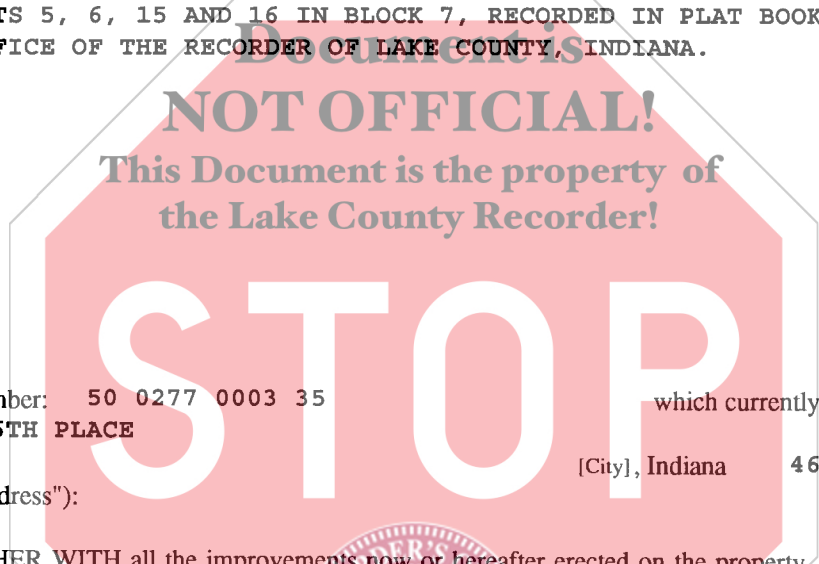 TS 5, 6, 15 AND 16 IN BLOCK 7, RECORDED IN PLAT BOOK
FICE OF THE RECORDER OF LAKE COUNTY, INDIANA.
Document is
NOT OFFICIAL!
This Document is the property of
the Lake County Recorder!
STOP
mber: 50 0277 0003 35 which currently
5TH PLACE
[City], Indiana 46
dress"):
HER WITH all the improvements now or hereafter erected on the property,
DER'S